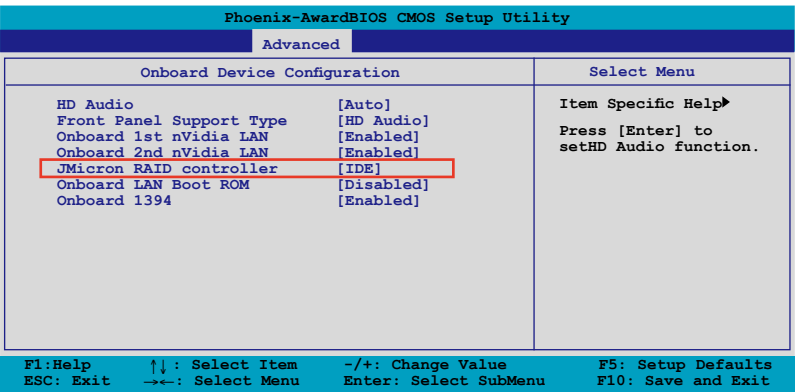 Phoenix-AwardBIOS CMOS Setup Utility
Advanced
Onboard Device Configuration
Select Menu
HD Audio [Auto]
Front Panel Support Type [HD Audio]
Onboard 1st nVidia LAN [Enabled]
Onboard 2nd nVidia LAN [Enabled]
JMicron RAID controller [IDE]
Onboard LAN Boot ROM [Disabled]
Onboard 1394 [Enabled]
Item Specific Help▶
Press [Enter] to
setHD Audio function.
F1:Help ↑↓ : Select Item -/+: Change Value F5: Setup Defaults
ESC: Exit →←: Select Menu Enter: Select SubMenu F10: Save and Exit